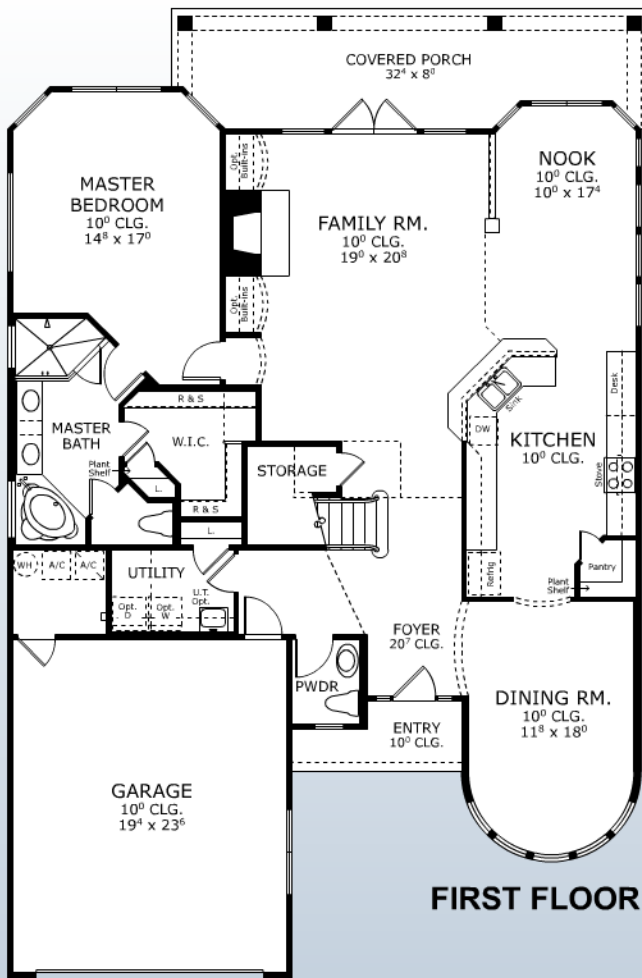 COVERED PORCH
32⁴ x 8⁰
MASTER
BEDROOM
10⁰ CLG.
14⁸ x 17⁰
Opt.
Built-ins
FAMILY RM.
10⁰ CLG.
19⁰ x 20⁸
NOOK
10⁰ CLG.
10⁰ x 17⁴
Opt.
Built-ins
MASTER
BATH
R & S
W.I.C.
Plant
Shelf
L.
R & S
L.
STORAGE
Sink
DW
KITCHEN
10⁰ CLG.
Desk
Stove
Refrig
Pantry
Plant
Shelf
WH
A/C
A/C
UTILITY
Opt.
D
Opt.
W
U.T.
Opt.
FOYER
20⁷ CLG.
PWDR
ENTRY
10⁰ CLG.
DINING RM.
10⁰ CLG.
11⁸ x 18⁰
GARAGE
10⁰ CLG.
19⁴ x 23⁶
FIRST FLOOR